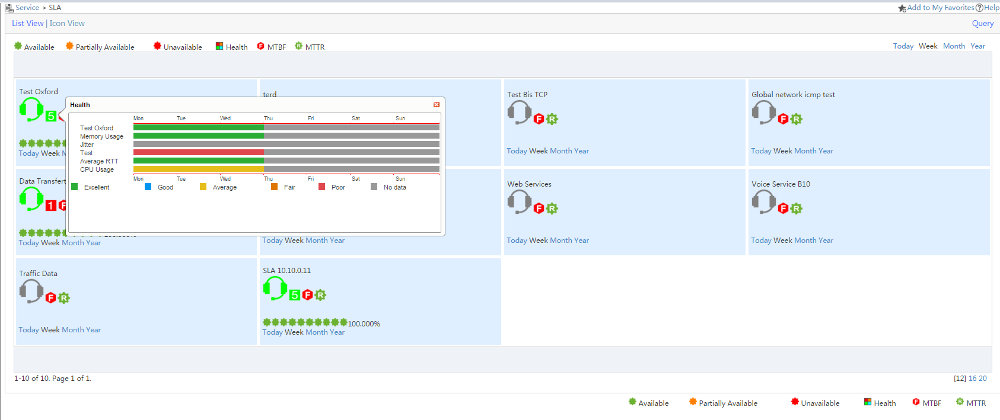 Service > SLA
Add to My Favorites Help
List View | Icon View
Query
Available Partially Available Unavailable Health F MTBF R MTTR
Today Week Month Year
Test Oxford
5
Today Week
terd
Test Bis TCP
F R
Today Week Month Year
Global network icmp test
F R
Today Week Month Year
Health
Mon Tue Wed Thu Fri Sat Sun
Test Oxford
Memory Usage
Jitter
Test
Average RTT
CPU Usage
Mon Tue Wed Thu Fri Sat Sun
Excellent Good Average Fair Poor No data
Data Transfert
1 F
Today Week Month Year
Today Week Month Year
Web Services
F R
Today Week Month Year
Voice Service B10
F R
Today Week Month Year
Traffic Data
F R
Today Week Month Year
SLA 10.10.0.11
5 F R
100.000%
Today Week Month Year
1-10 of 10. Page 1 of 1.
[12] 16 20
Available Partially Available Unavailable Health F MTBF R MTTR